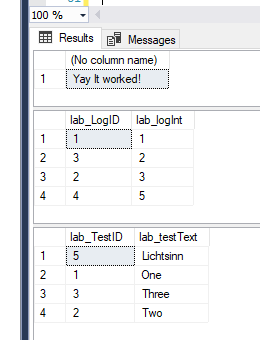 100 %
Results Messages
(No column name)
1 Yay It worked!
lab_LogID lab_logInt
1 1 1
2 3 2
3 2 3
4 4 5
lab_TestID lab_testText
1 5 Lichtsinn
2 1 One
3 3 Three
4 2 Two